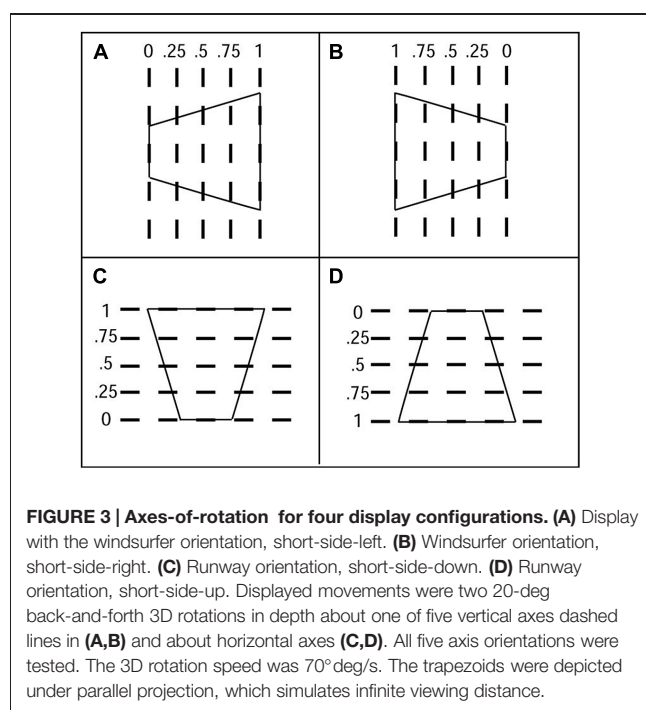 A
0 .25 .5 .75 1
B
1 .75 .5 .25 0
C
1
.75
.5
.25
0
D
0
.25
.5
.75
1
FIGURE 3 | Axes-of-rotation for four display configurations. (A) Display
with the windsurfer orientation, short-side-left. (B) Windsurfer orientation,
short-side-right. (C) Runway orientation, short-side-down. (D) Runway
orientation, short-side-up. Displayed movements were two 20-deg
back-and-forth 3D rotations in depth about one of five vertical axes dashed
lines in (A,B) and about horizontal axes (C,D). All five axis orientations were
tested. The 3D rotation speed was 70°deg/s. The trapezoids were depicted
under parallel projection, which simulates infinite viewing distance.